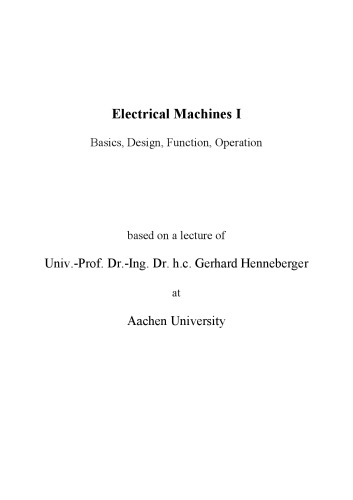 Electrical Machines I
Basics, Design, Function, Operation
based on a lecture of
Univ.-Prof. Dr.-Ing. Dr. h.c. Gerhard Henneberger
at
Aachen University